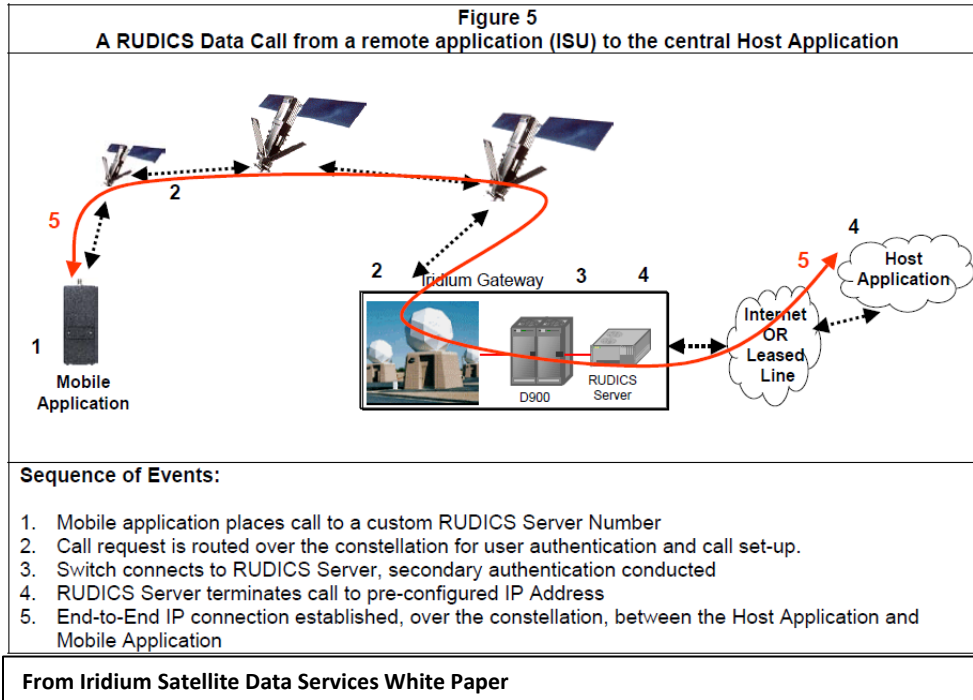 Figure 5
A RUDICS Data Call from a remote application (ISU) to the central Host Application
2
5
1
Mobile
Application
2
Iridium Gateway
3
4
D900
RUDICS
Server
Internet
OR
Leased
Line
5
4
Host
Application
Sequence of Events:
1. Mobile application places call to a custom RUDICS Server Number
2. Call request is routed over the constellation for user authentication and call set-up.
3. Switch connects to RUDICS Server, secondary authentication conducted
4. RUDICS Server terminates call to pre-configured IP Address
5. End-to-End IP connection established, over the constellation, between the Host Application and
Mobile Application
From Iridium Satellite Data Services White Paper